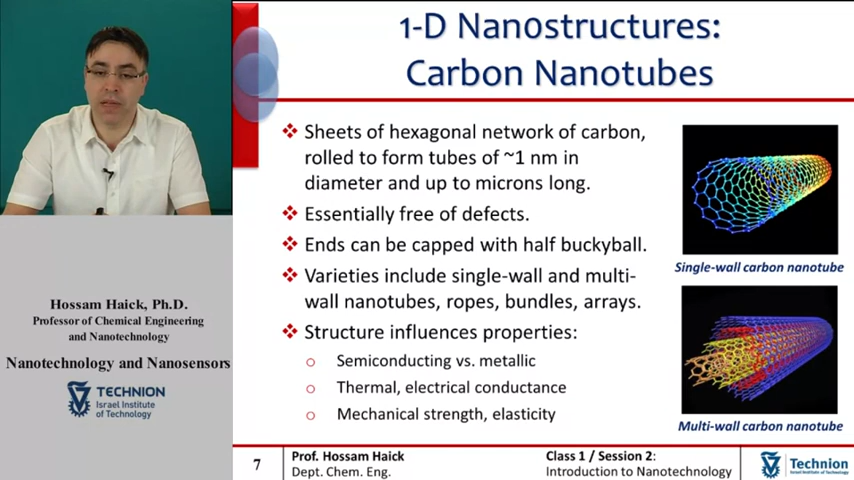 1-D Nanostructures:
Carbon Nanotubes
❖ Sheets of hexagonal network of carbon,
rolled to form tubes of ~1 nm in
diameter and up to microns long.
❖ Essentially free of defects.
❖ Ends can be capped with half buckyball.
❖ Varieties include single-wall and multi-
wall nanotubes, ropes, bundles, arrays.
❖ Structure influences properties:
o Semiconducting vs. metallic
o Thermal, electrical conductance
o Mechanical strength, elasticity
Single-wall carbon nanotube
Multi-wall carbon nanotube
Hossam Haick, Ph.D.
Professor of Chemical Engineering
and Nanotechnology
Nanotechnology and Nanosensors
TECHNION
Israel Institute
of Technology
7
Prof. Hossam Haick
Dept. Chem. Eng.
Class 1 / Session 2:
Introduction to Nanotechnology
Technion
Israel Institute of Technology